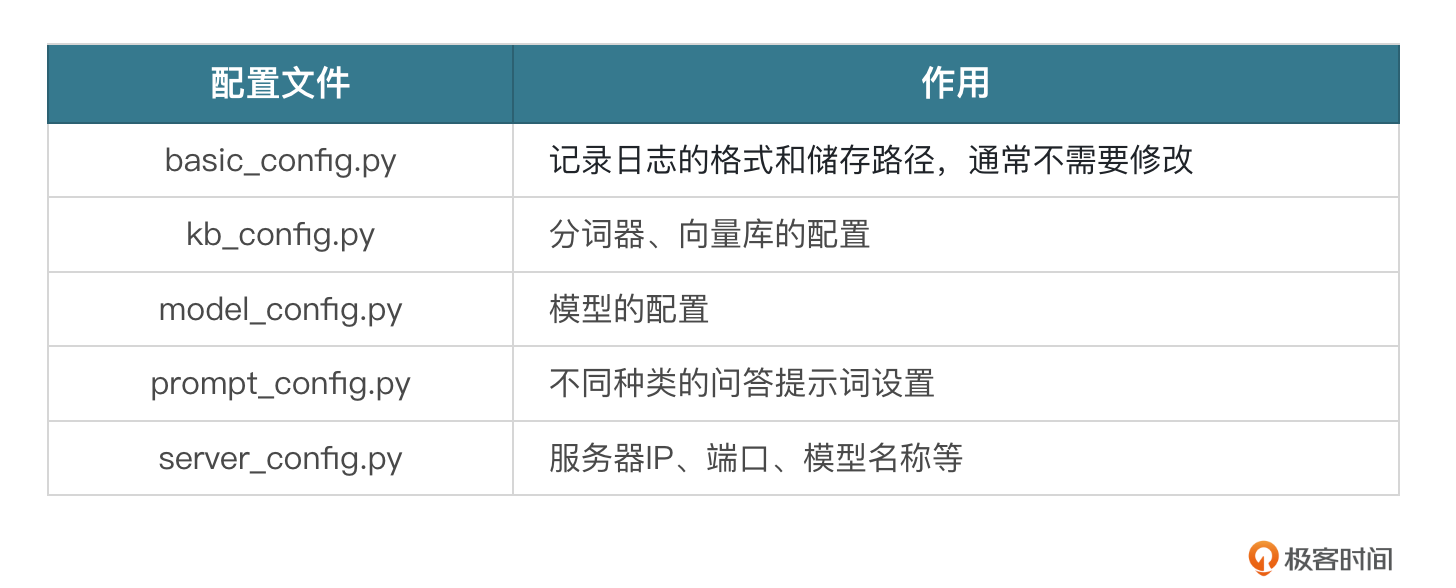 配置文件 作用
basic_config.py 记录日志的格式和储存路径，通常不需要修改
kb_config.py 分词器、向量库的配置
model_config.py 模型的配置
prompt_config.py 不同种类的问答提示词设置
server_config.py 服务器IP、端口、模型名称等
极客时间